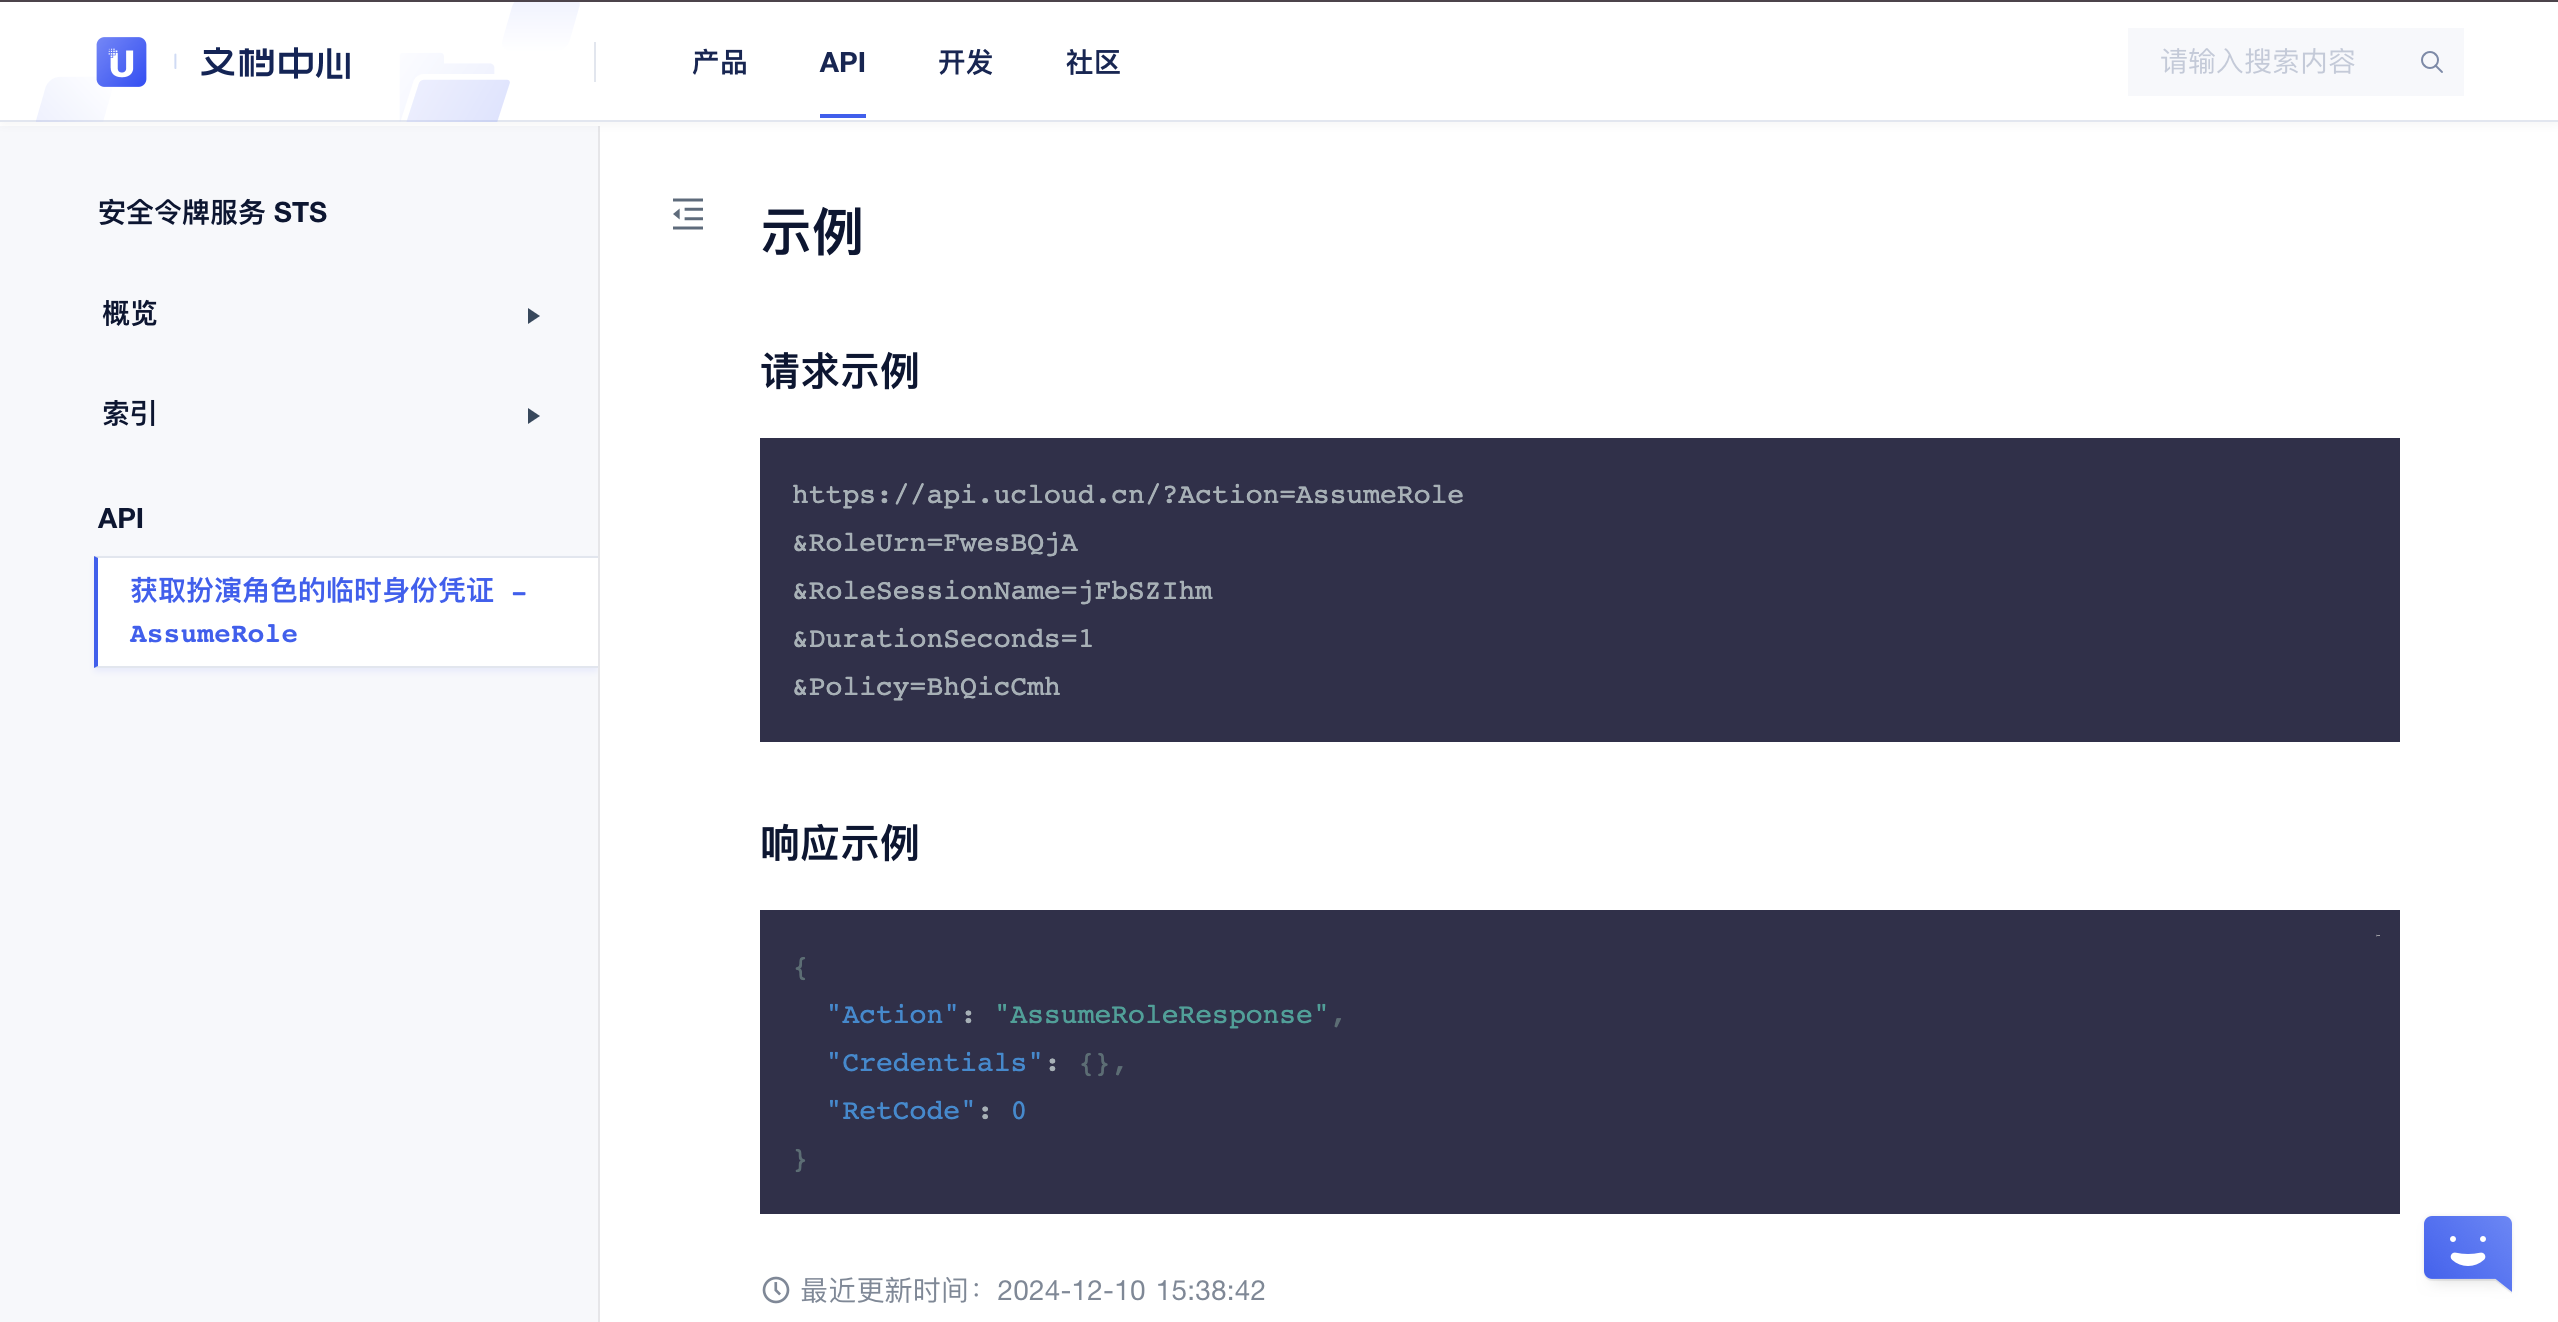 U 文档中心
产品 API 开发 社区
请输入搜索内容
安全令牌服务 STS
概览
索引
API
获取扮演角色的临时身份凭证 -
AssumeRole
示例
请求示例
https://api.ucloud.cn/?Action=AssumeRole
&RoleUrn=FwesBQjA
&RoleSessionName=jFbSZIhm
&DurationSeconds=1
&Policy=BhQicCmh
响应示例
{
"Action": "AssumeRoleResponse",
"Credentials": {},
"RetCode": 0
}
最近更新时间：2024-12-10 15:38:42